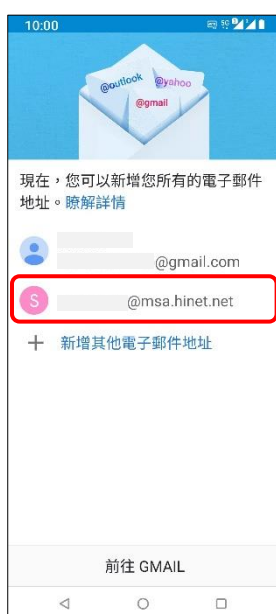 10:00
@outlook @yahoo
@gmail
現在，您可以新增您所有的電子郵件
地址。瞭解詳情
@gmail.com
S @msa.hinet.net
新增其他電子郵件地址
前往 GMAIL